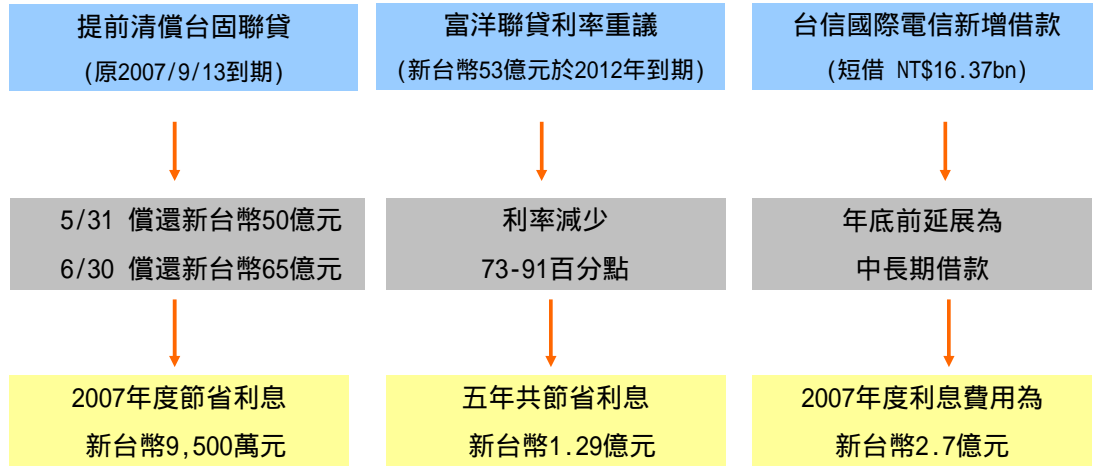 提前清償台固聯貸
(原2007/9/13到期)
5/31 償還新台幣50億元
6/30 償還新台幣65億元
2007年度節省利息
新台幣9,500萬元
富洋聯貸利率重議
(新台幣53億元於2012年到期)
利率減少
73-91百分點
五年共節省利息
新台幣1.29億元
台信國際電信新增借款
(短借 NT$16.37bn)
年底前延展為
中長期借款
2007年度利息費用為
新台幣2.7億元